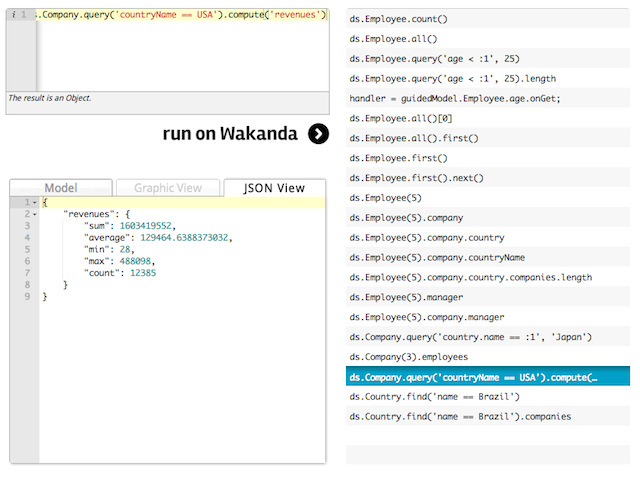 i 1 s.Company.query('countryName == USA').compute('revenues')
The result is an Object.
run on Wakanda
Model Graphic View JSON View
1 {
2 "revenues": {
3 "sum": 1603419552,
4 "average": 129464.6388373032,
5 "min": 28,
6 "max": 488098,
7 "count": 12385
8 }
9 }
ds.Employee.count()
ds.Employee.all()
ds.Employee.query('age < :1', 25)
ds.Employee.query('age < :1', 25).length
handler = guidedModel.Employee.age.onGet;
ds.Employee.all()[0]
ds.Employee.all().first()
ds.Employee.first()
ds.Employee.first().next()
ds.Employee(5)
ds.Employee(5).company
ds.Employee(5).company.country
ds.Employee(5).company.countryName
ds.Employee(5).company.country.companies.length
ds.Employee(5).manager
ds.Employee(5).company.manager
ds.Company.query('country.name == :1', 'Japan')
ds.Company(3).employees
ds.Company.query('countryName == USA').compute(…
ds.Country.find('name == Brazil')
ds.Country.find('name == Brazil').companies